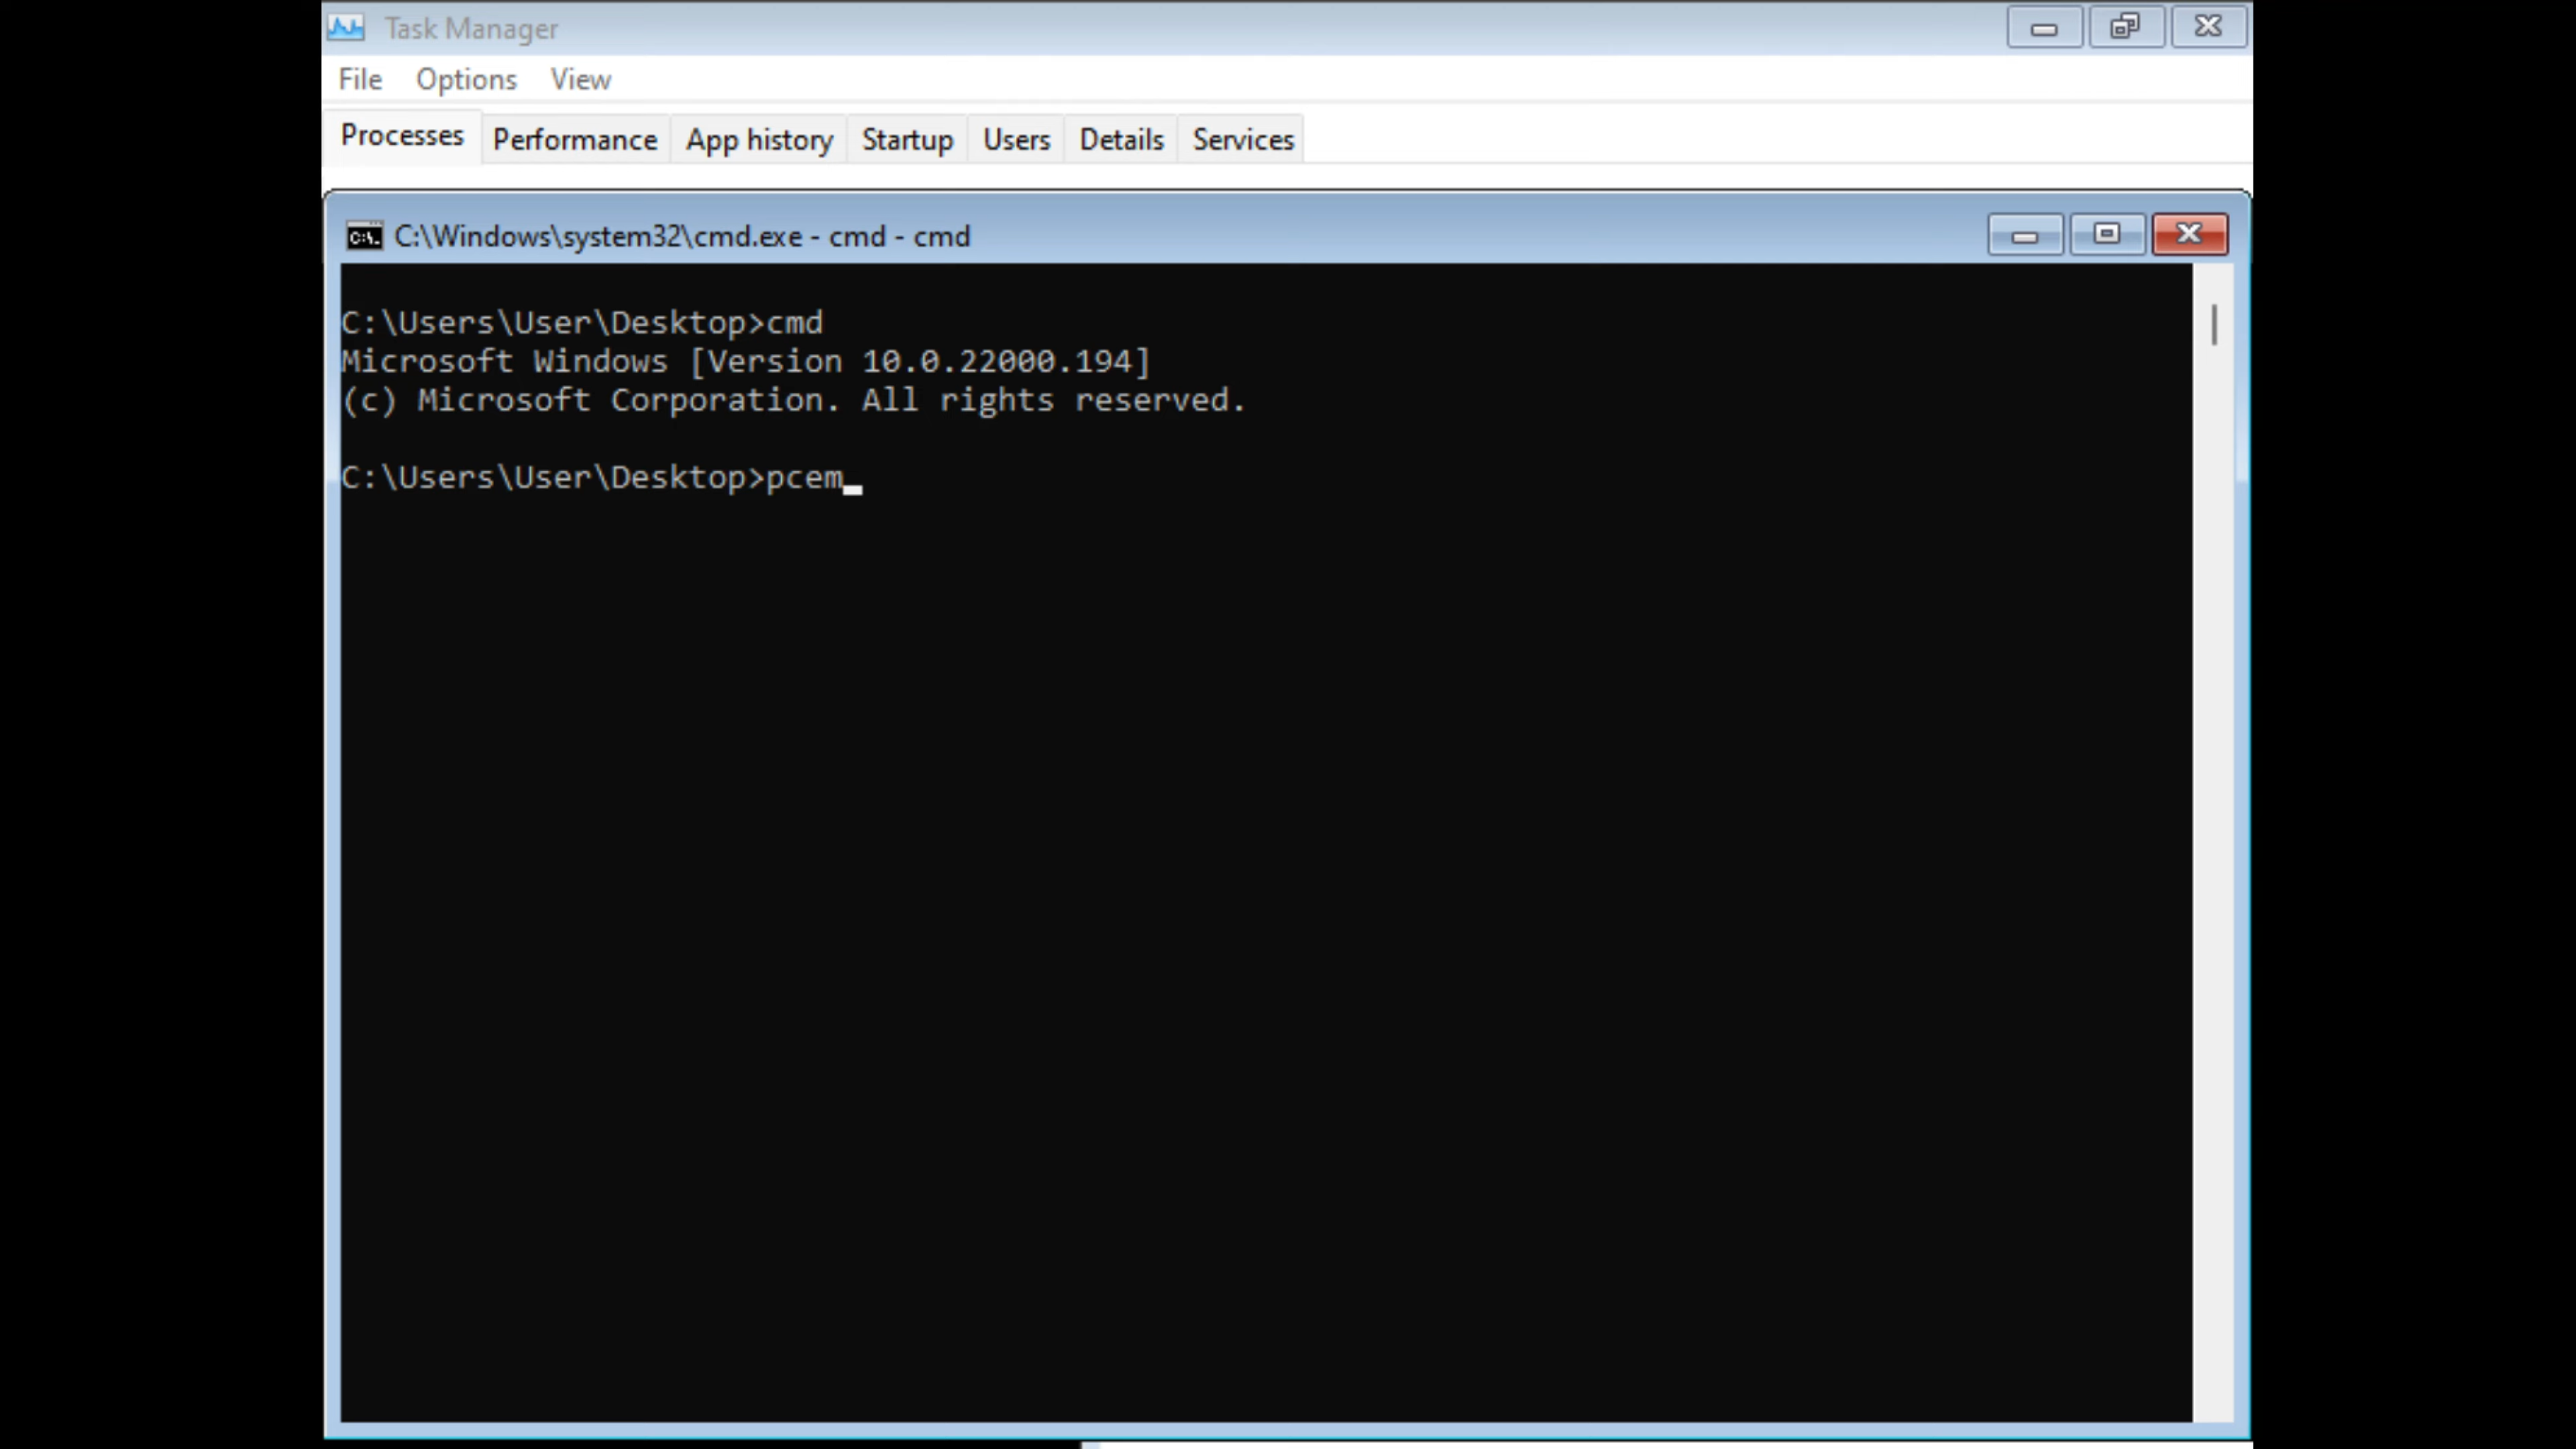 Task Manager
File Options View
Processes Performance App history Startup Users Details Services
C:\Windows\system32\cmd.exe - cmd - cmd
C:\Users\User\Desktop>cmd
Microsoft Windows [Version 10.0.22000.194]
(c) Microsoft Corporation. All rights reserved.
C:\Users\User\Desktop>pcem